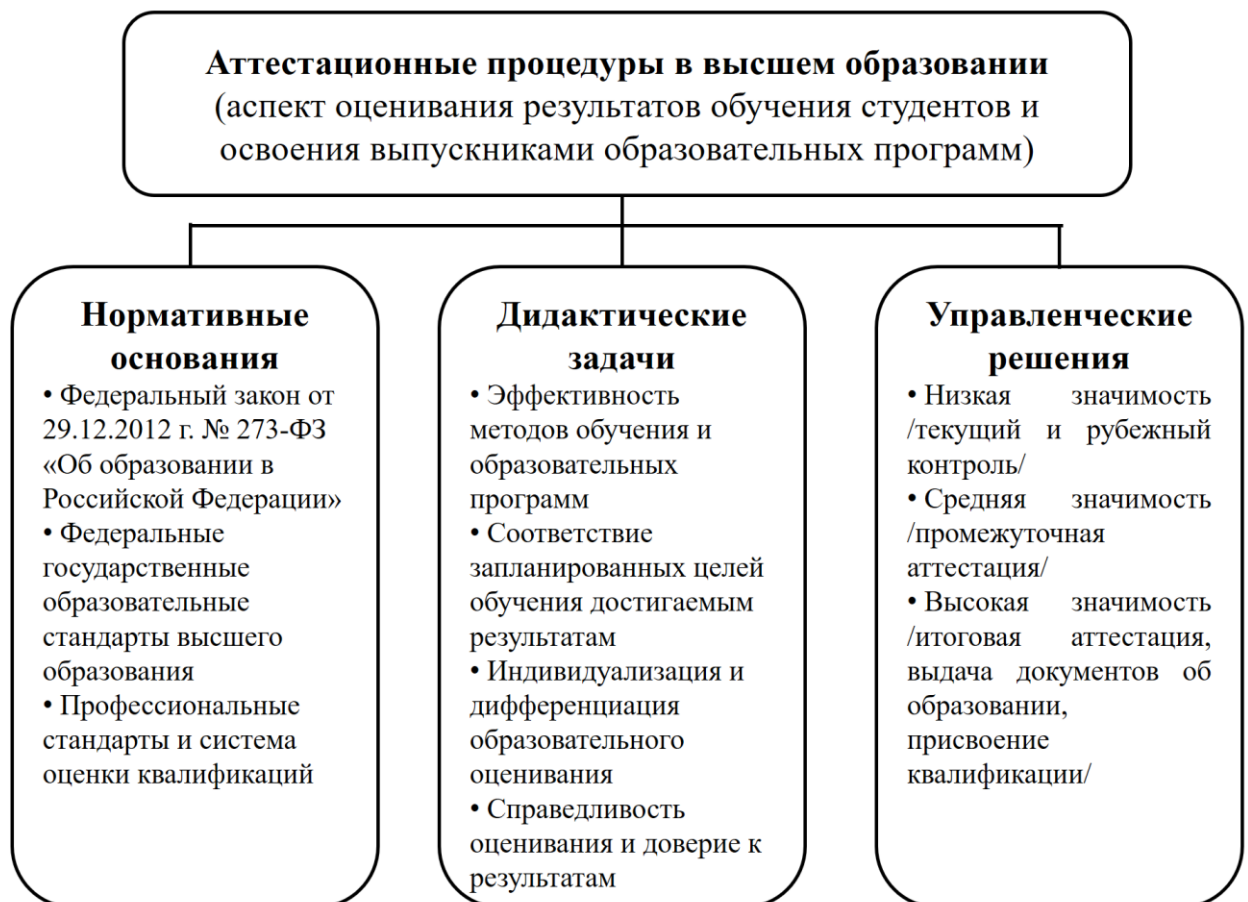 Аттестационные процедуры в высшем образовании
(аспект оценивания результатов обучения студентов и
освоения выпускниками образовательных программ)
Нормативные
основания
• Федеральный закон от
29.12.2012 г. № 273-ФЗ
«Об образовании в
Российской Федерации»
• Федеральные
государственные
образовательные
стандарты высшего
образования
• Профессиональные
стандарты и система
оценки квалификаций
Дидактические
задачи
• Эффективность
методов обучения и
образовательных
программ
• Соответствие
запланированных целей
обучения достигаемым
результатам
• Индивидуализация и
дифференциация
образовательного
оценивания
• Справедливость
оценивания и доверие к
результатам
Управленческие
решения
• Низкая значимость
/текущий и рубежный
контроль/
• Средняя значимость
/промежуточная
аттестация/
• Высокая значимость
/итоговая аттестация,
выдача документов об
образовании,
присвоение
квалификации/